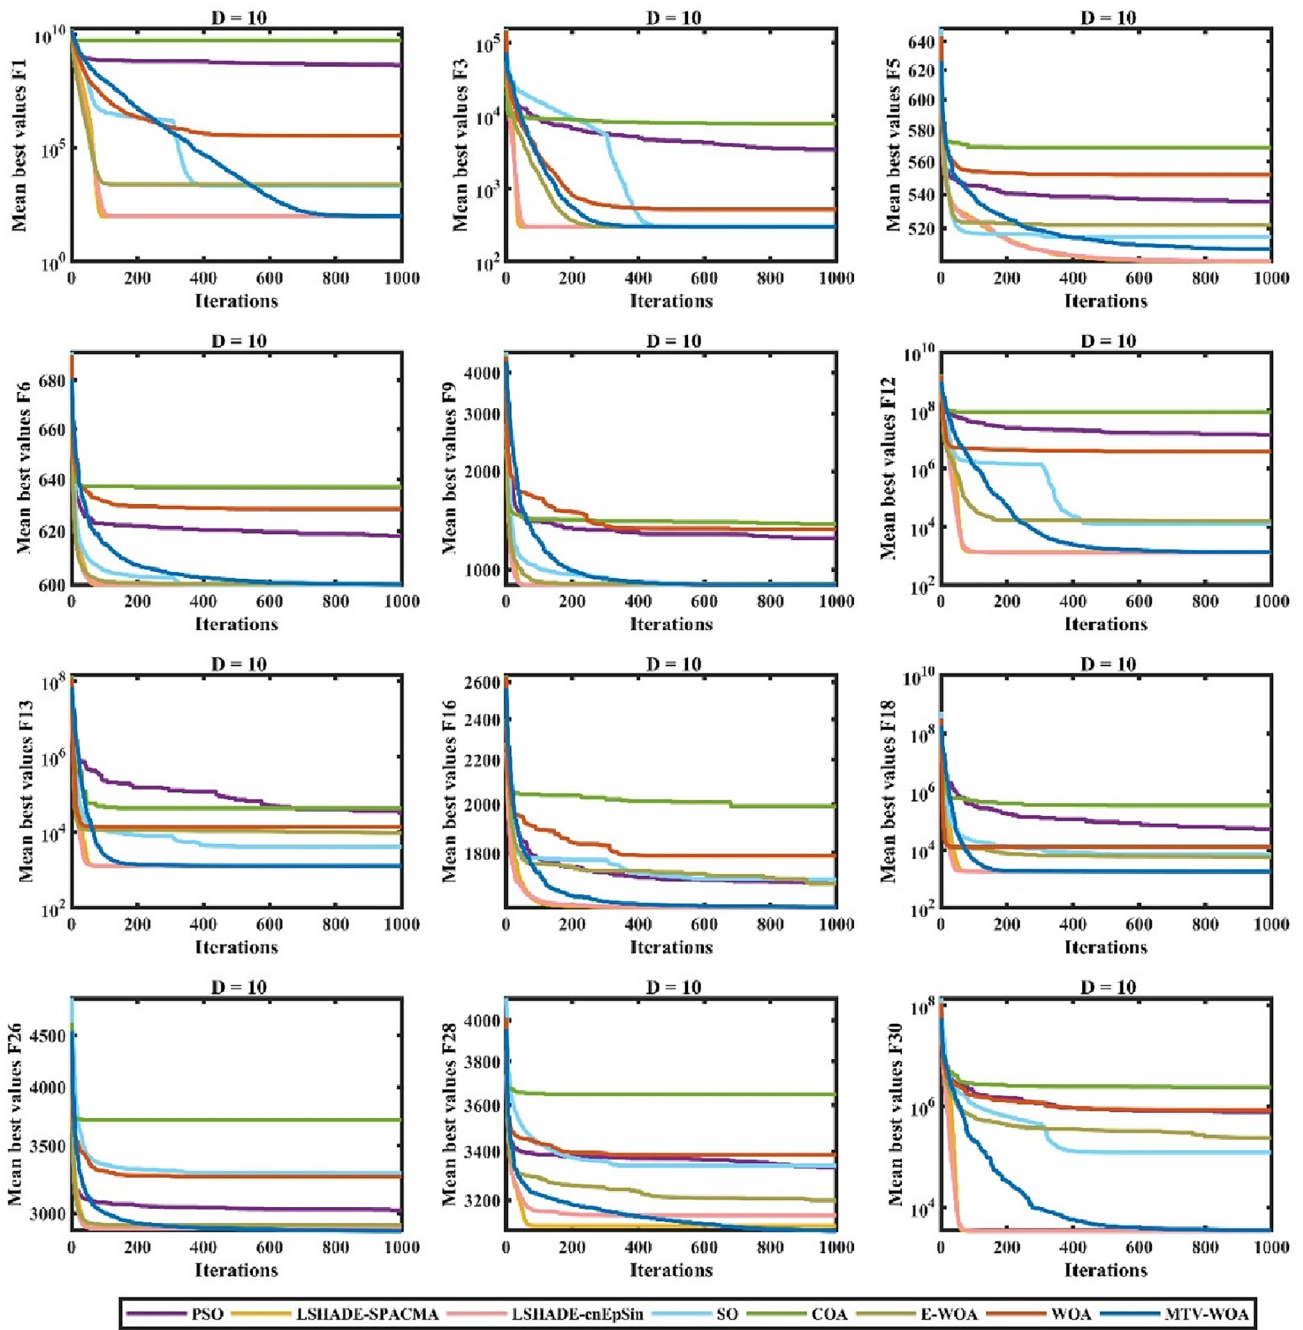 D = 10
D = 10
D = 10
Mean best values F1
10^10
10^5
10^0
0 200 400 600 800 1000
Iterations
Mean best values F3
10^5
10^4
10^3
10^2
0 200 400 600 800 1000
Iterations
Mean best values F5
640
620
600
580
560
540
520
0 200 400 600 800 1000
Iterations
D = 10
D = 10
D = 10
Mean best values F6
680
660
640
620
600
0 200 400 600 800 1000
Iterations
Mean best values F9
4000
3000
2000
1000
0 200 400 600 800 1000
Iterations
Mean best values F12
10^10
10^8
10^6
10^4
10^2
0 200 400 600 800 1000
Iterations
D = 10
D = 10
D = 10
Mean best values F13
10^8
10^6
10^4
10^2
0 200 400 600 800 1000
Iterations
Mean best values F16
2600
2400
2200
2000
1800
0 200 400 600 800 1000
Iterations
Mean best values F18
10^10
10^8
10^6
10^4
10^2
0 200 400 600 800 1000
Iterations
D = 10
D = 10
D = 10
Mean best values F26
4500
4000
3500
3000
0 200 400 600 800 1000
Iterations
Mean best values F28
4000
3800
3600
3400
3200
0 200 400 600 800 1000
Iterations
Mean best values F30
10^8
10^6
10^4
0 200 400 600 800 1000
Iterations
PSO LSHADE-SPACMA LSHADE-cnEpSin SO COA E-WOA WOA MTV-WOA